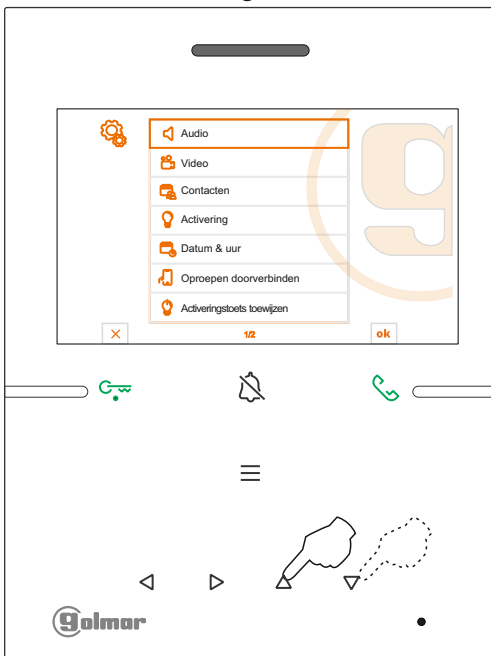 Audio
Video
Contacten
Activering
Datum & uur
Oproepen doorverbinden
Activeringstoets toewijzen
1/2
ok
golmar